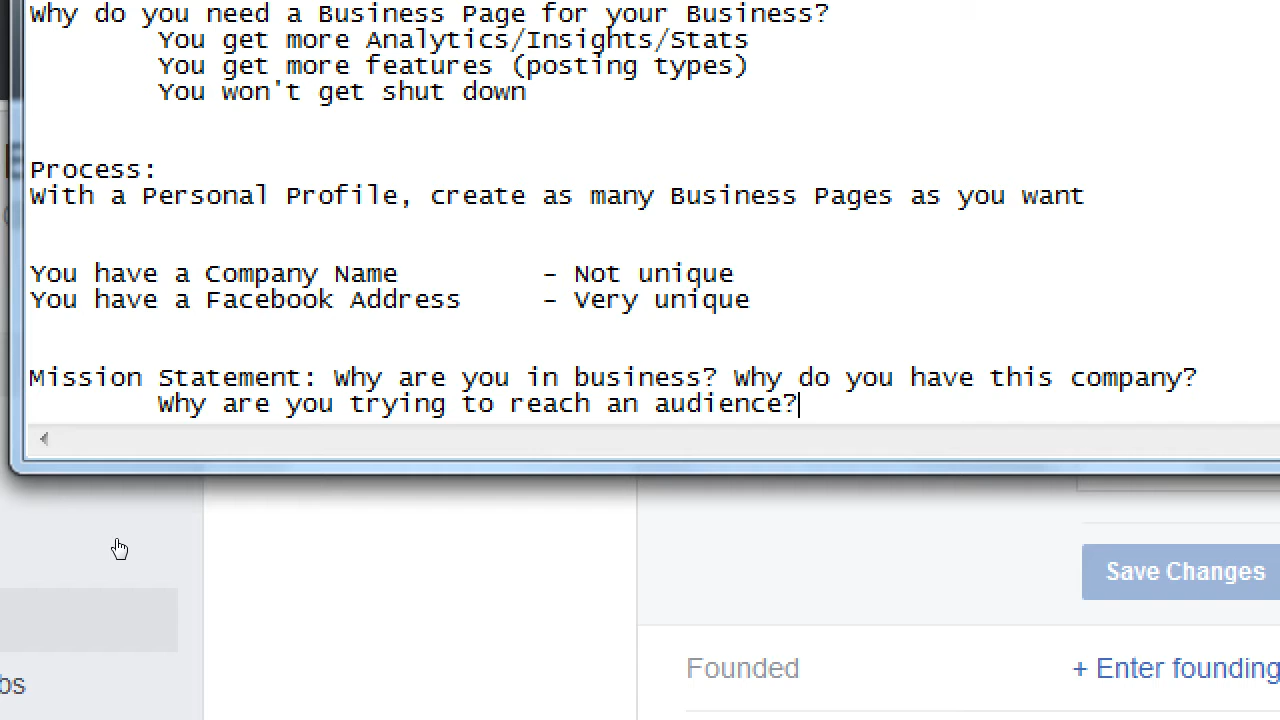 Why do you need a Business Page for your Business?
You get more Analytics/Insights/Stats
You get more features (posting types)
You won't get shut down
Process:
With a Personal Profile, create as many Business Pages as you want
You have a Company Name - Not unique
You have a Facebook Address - Very unique
Mission Statement: Why are you in business? Why do you have this company?
Why are you trying to reach an audience?
Save Changes
Founded + Enter founding
bs